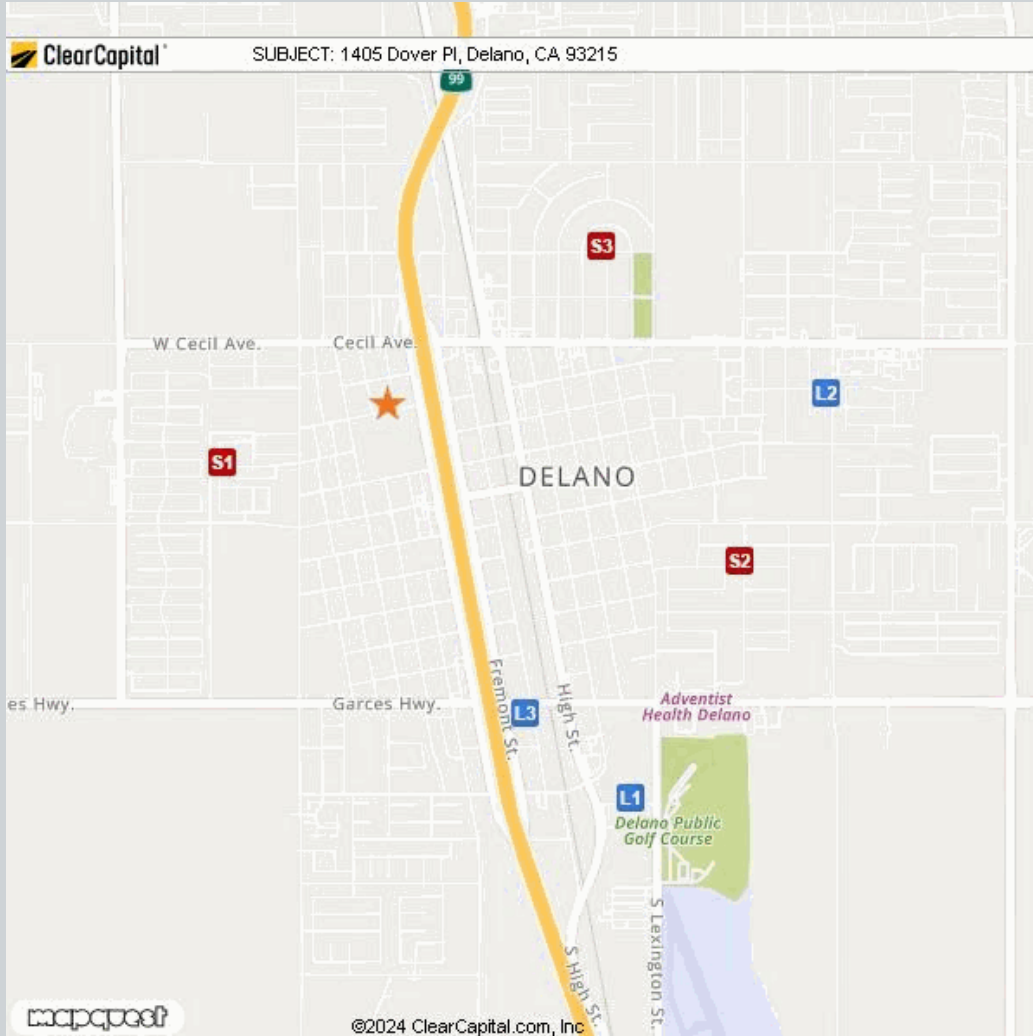 ClearCapital
SUBJECT: 1405 Dover Pl, Delano, CA 93215
99
S3
W Cecil Ave.
Cecil Ave.
L2
S1
DELANO
S2
Fremont St.
High St.
es Hwy.
Garces Hwy.
L3
Adventist
Health Delano
L1
Delano Public
Golf Course
S Lexington St.
S High St.
mapquest
©2024 ClearCapital.com, Inc